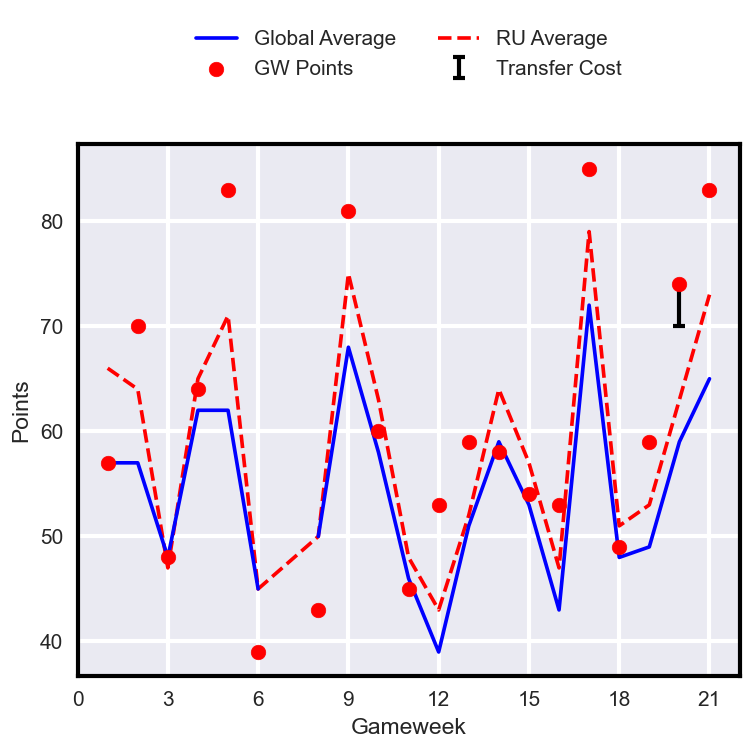 Global Average RU Average
GW Points Transfer Cost
80
70
60
50
40
Points
0 3 6 9 12 15 18 21
Gameweek